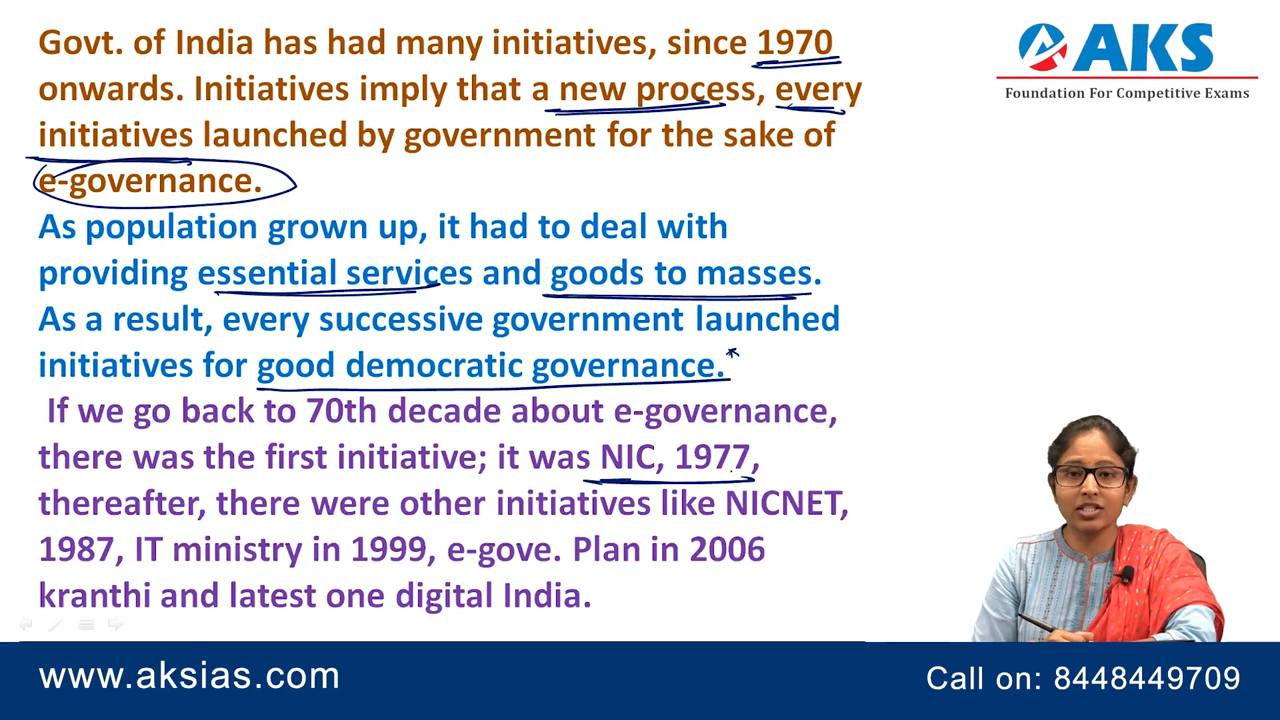 Govt. of India has had many initiatives, since 1970
onwards. Initiatives imply that a new process, every
initiatives launched by government for the sake of
e-governance.
As population grown up, it had to deal with
providing essential services and goods to masses.
As a result, every successive government launched
initiatives for good democratic governance.*
If we go back to 70th decade about e-governance,
there was the first initiative; it was NIC, 1977,
thereafter, there were other initiatives like NICNET,
1987, IT ministry in 1999, e-gove. Plan in 2006
kranthi and latest one digital India.
AKS
Foundation For Competitive Exams
www.aksias.com
Call on: 8448449709